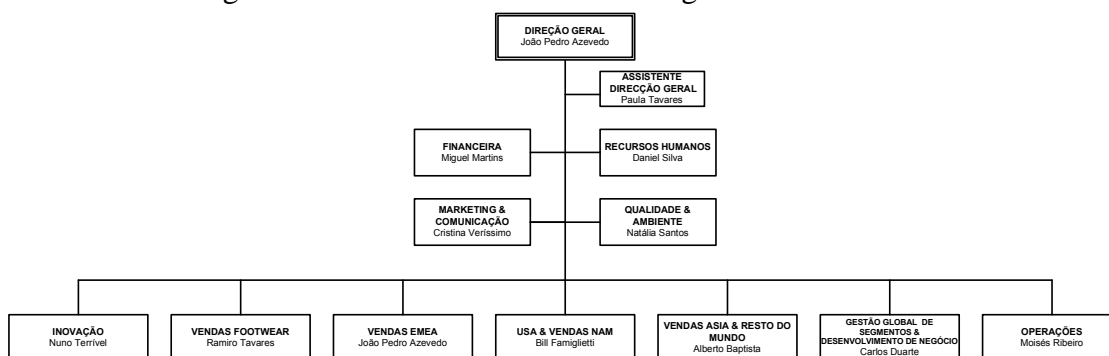 DIREÇÃO GERAL
João Pedro Azevedo
ASSISTENTE
DIRECÇÃO GERAL
Paula Tavares
FINANCEIRA
Miguel Martins
RECURSOS HUMANOS
Daniel Silva
MARKETING &
COMUNICAÇÃO
Cristina Veríssimo
QUALIDADE &
AMBIENTE
Natália Santos
INOVAÇÃO
Nuno Terrível
VENDAS FOOTWEAR
Ramiro Tavares
VENDAS EMEA
João Pedro Azevedo
USA & VENDAS NAM
Bill Famiglietti
VENDAS ASIA & RESTO DO
MUNDO
Alberto Baptista
GESTÃO GLOBAL DE
SEGMENTOS &
DESENVOLVIMENTO DE NEGÓCIO
Carlos Duarte
OPERAÇÕES
Moisés Ribeiro